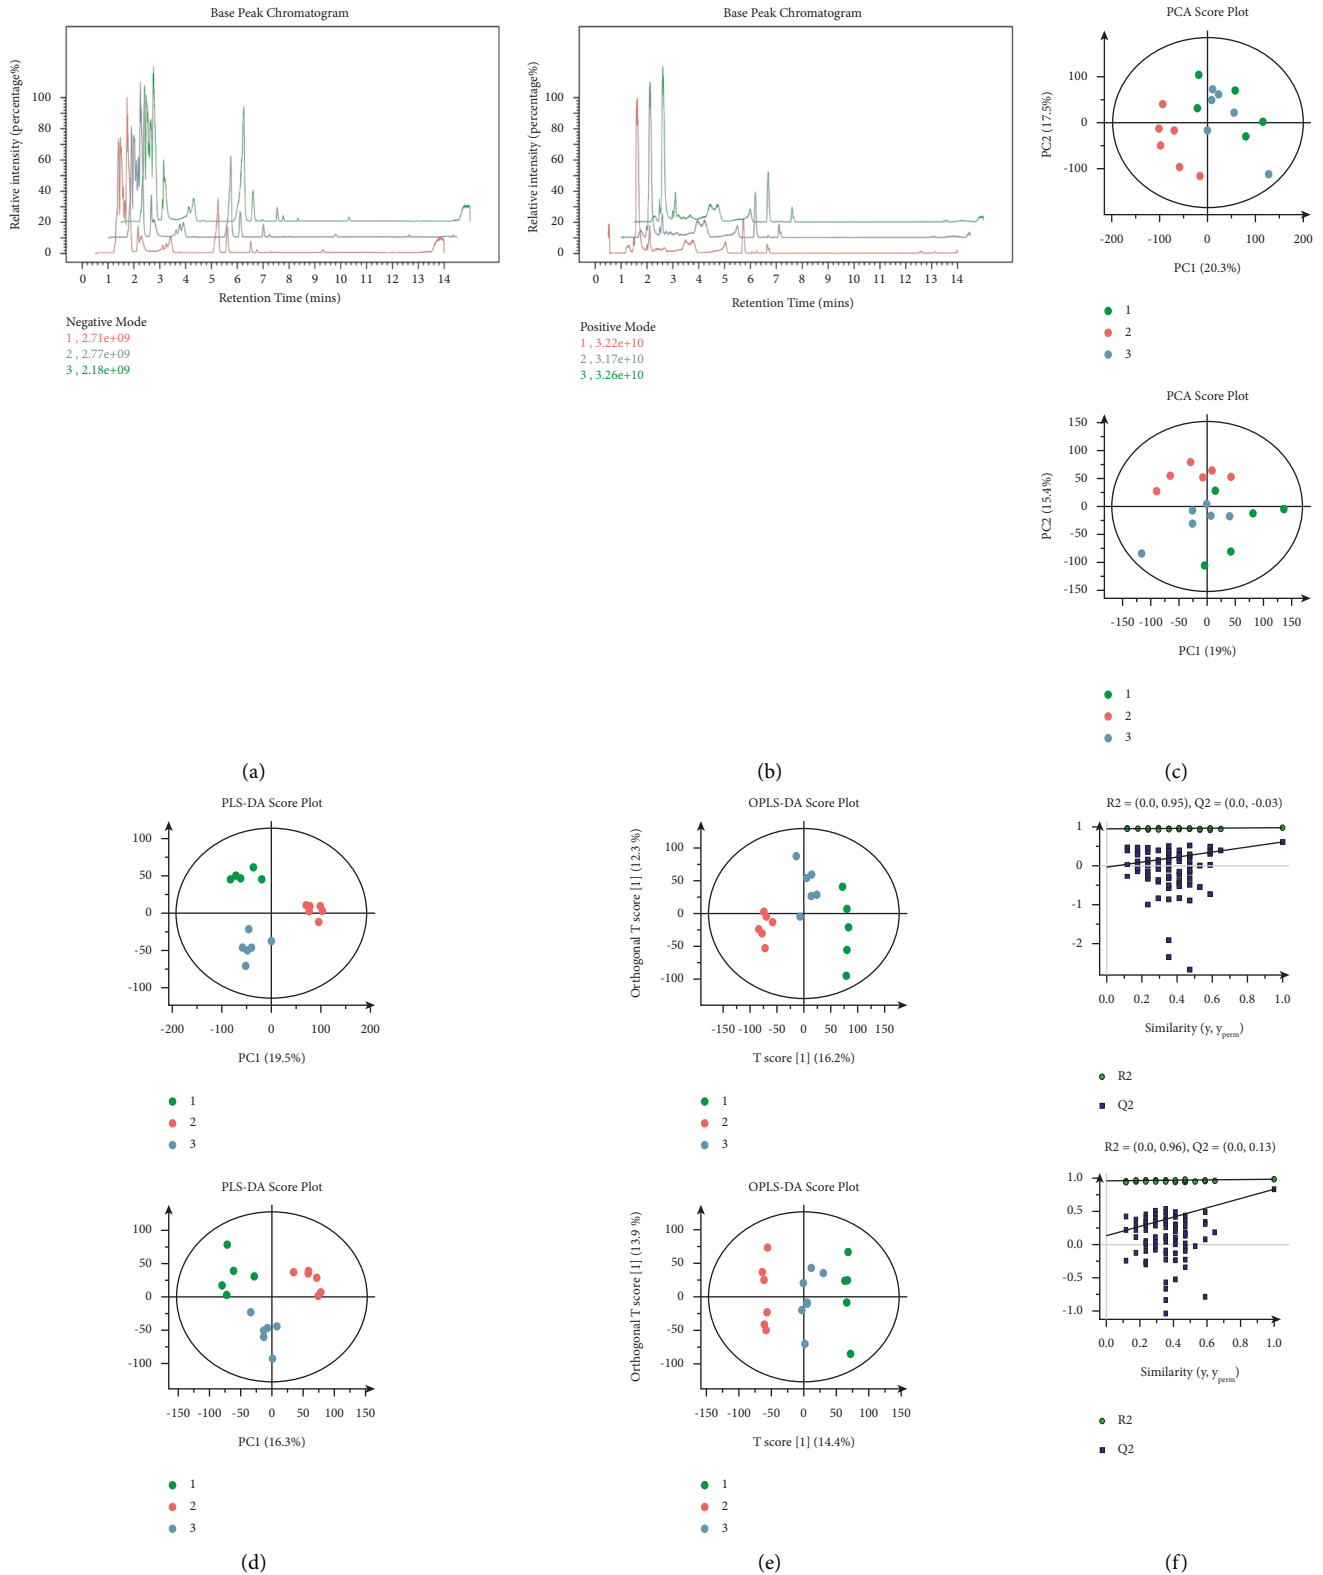 Base Peak Chromatogram
Relative intensity (percentage%)
100
80
60
40
20
0
0 1 2 3 4 5 6 7 8 9 10 11 12 13 14
Retention Time (mins)
Negative Mode
1 , 2.71e+09
2 , 2.77e+09
3 , 2.18e+09
(a)
Base Peak Chromatogram
Relative intensity (percentage%)
100
80
60
40
20
0
0 1 2 3 4 5 6 7 8 9 10 11 12 13 14
Retention Time (mins)
Positive Mode
1 , 3.22e+10
2 , 3.17e+10
3 , 3.26e+10
(b)
PCA Score Plot
PC2 (17.5%)
100
0
-100
-200 -100 0 100 200
PC1 (20.3%)
1
2
3
PCA Score Plot
PC2 (15.4%)
150
100
50
0
-50
-100
-150
-150 -100 -50 0 50 100 150
PC1 (19%)
1
2
3
(c)
PLS-DA Score Plot
100
50
0
-50
-100
-200 -100 0 100 200
PC1 (19.5%)
1
2
3
PLS-DA Score Plot
100
50
0
-50
-100
-150 -100 -50 0 50 100 150
PC1 (16.3%)
1
2
3
(d)
OPLS-DA Score Plot
Orthogonal T score [1] (12.3 %)
100
50
0
-50
-100
-150 -100 -50 0 50 100 150
T score [1] (16.2%)
1
2
3
OPLS-DA Score Plot
Orthogonal T score [1] (13.9 %)
100
50
0
-50
-100
-150 -100 -50 0 50 100 150
T score [1] (14.4%)
1
2
3
(e)
R2 = (0.0, 0.95), Q2 = (0.0, -0.03)
1
0
-1
-2
0.0 0.2 0.4 0.6 0.8 1.0
Similarity (y, yperm)
R2
Q2
R2 = (0.0, 0.96), Q2 = (0.0, 0.13)
1.0
0.5
0.0
-0.5
-1.0
0.0 0.2 0.4 0.6 0.8 1.0
Similarity (y, yperm)
R2
Q2
(f)